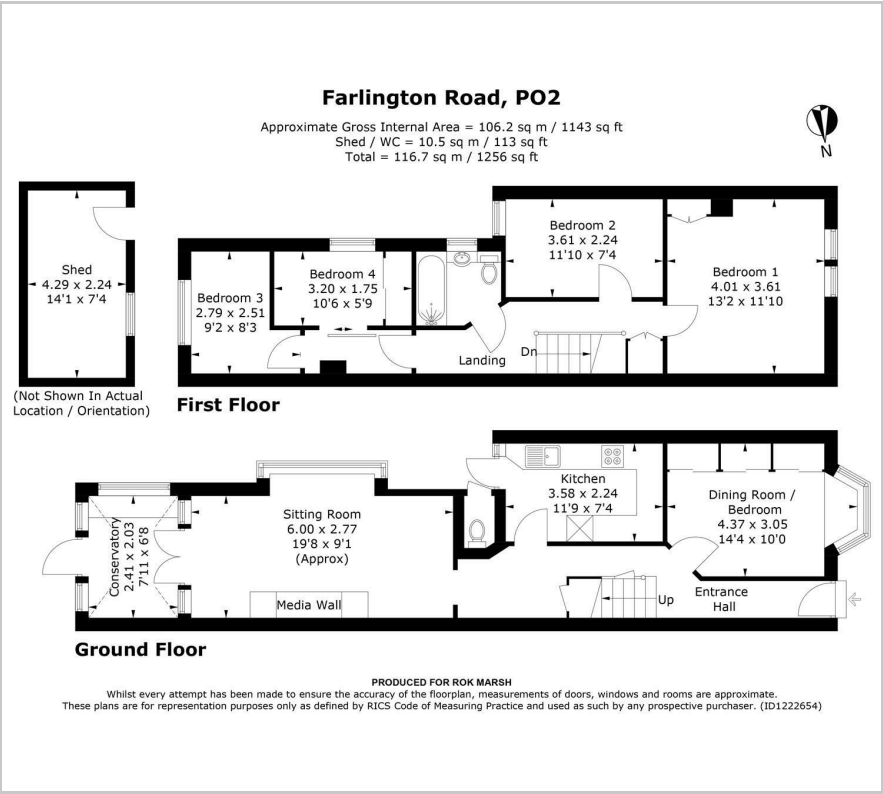 Farlington Road, PO2
Approximate Gross Internal Area = 106.2 sq m / 1143 sq ft
Shed / WC = 10.5 sq m / 113 sq ft
Total = 116.7 sq m / 1256 sq ft
N
Shed
4.29 x 2.24
14'1 x 7'4
(Not Shown In Actual
Location / Orientation)
Bedroom 3
2.79 x 2.51
9'2 x 8'3
Bedroom 4
3.20 x 1.75
10'6 x 5'9
Bedroom 2
3.61 x 2.24
11'10 x 7'4
Bedroom 1
4.01 x 3.61
13'2 x 11'10
Landing
Dn
First Floor
Conservatory
2.41 x 2.03
7'11 x 6'8
Sitting Room
6.00 x 2.77
19'8 x 9'1
(Approx)
Media Wall
Kitchen
3.58 x 2.24
11'9 x 7'4
Dining Room /
Bedroom
4.37 x 3.05
14'4 x 10'0
Up
Entrance
Hall
Ground Floor
PRODUCED FOR ROK MARSH
Whilst every attempt has been made to ensure the accuracy of the floorplan, measurements of doors, windows and rooms are approximate.
These plans are for representation purposes only as defined by RICS Code of Measuring Practice and used as such by any prospective purchaser. (ID1222654)